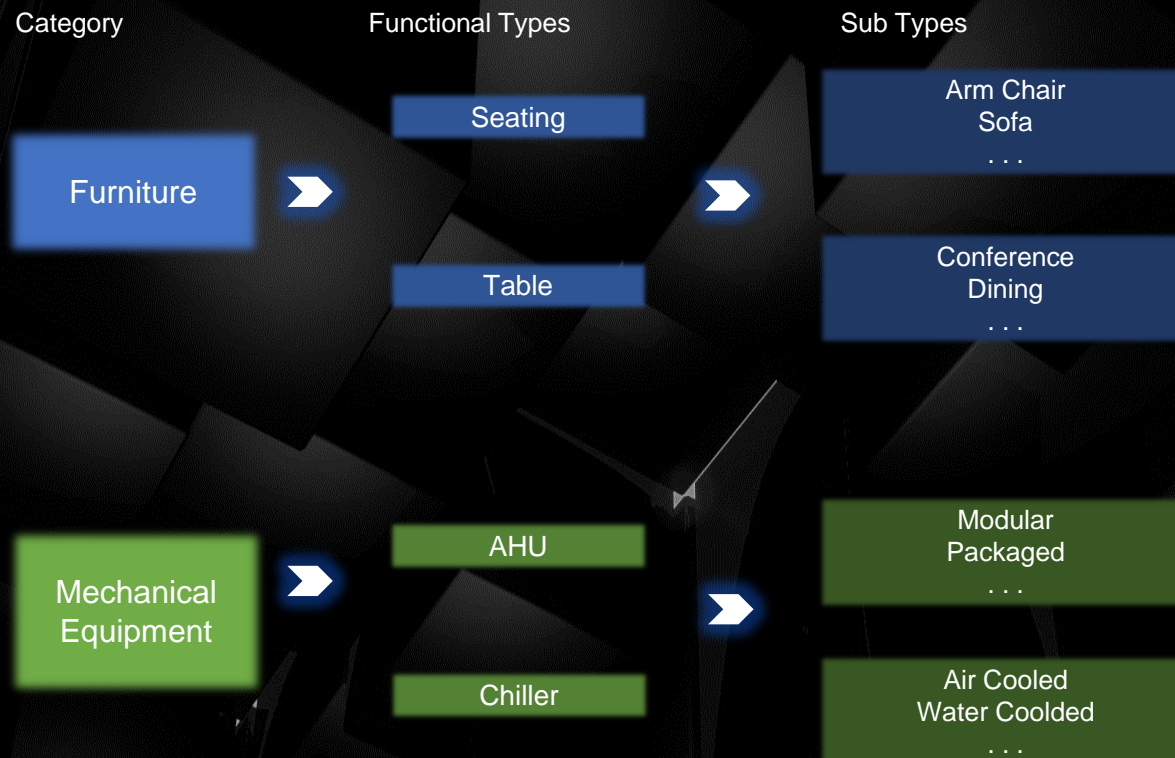 Category
Functional Types
Sub Types
Furniture
Seating
Table
Arm Chair
Sofa
. . .
Conference
Dining
. . .
Mechanical
Equipment
AHU
Chiller
Modular
Packaged
. . .
Air Cooled
Water Coolded
. . .